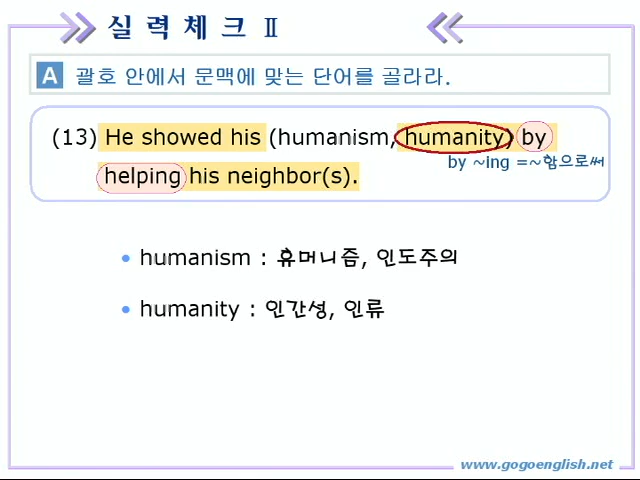 실 력 체 크 Ⅱ
A 괄호 안에서 문맥에 맞는 단어를 골라라.
(13) He showed his (humanism, humanity) by
by ~ing =~함으로써
helping his neighbor(s).
• humanism : 휴머니즘, 인도주의
• humanity : 인간성, 인류
www.gogoenglish.net